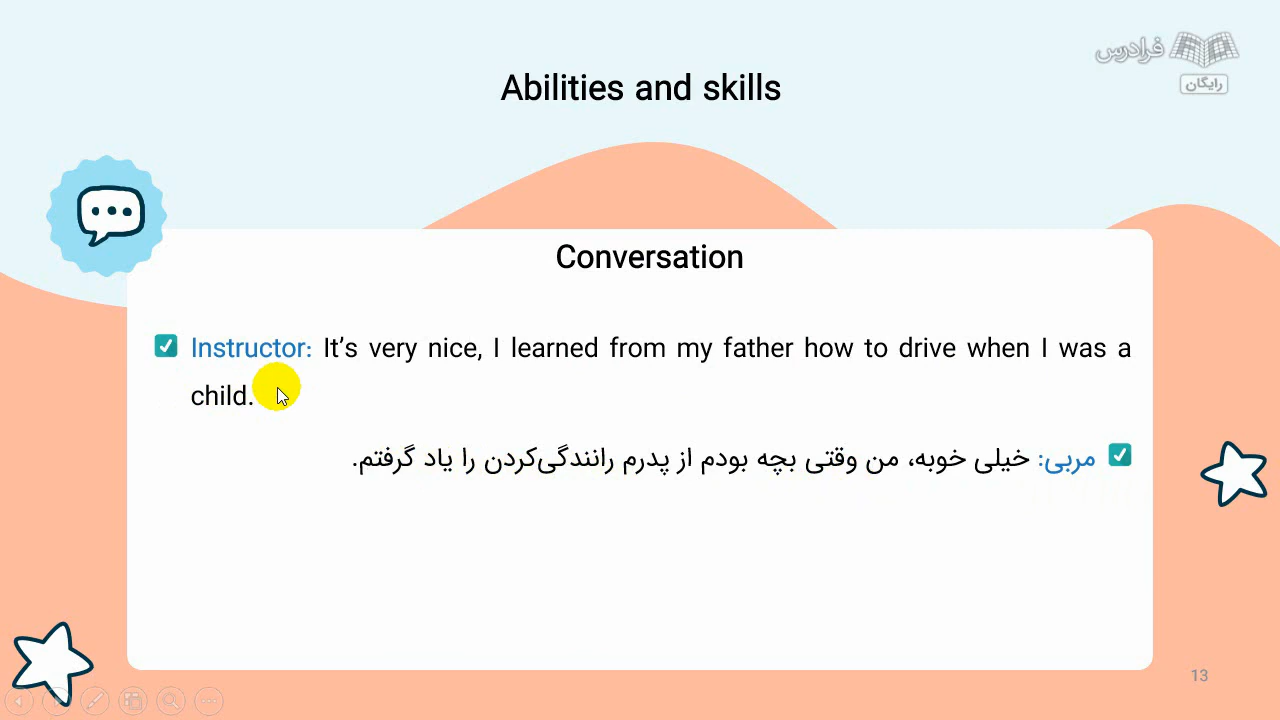 فرادرس
رایگان
Abilities and skills
Conversation
Instructor: It’s very nice, I learned from my father how to drive when I was a
child.
مربی: خیلی خوبه، من وقتی بچه بودم از پدرم رانندگی‌کردن را یاد گرفتم.
13